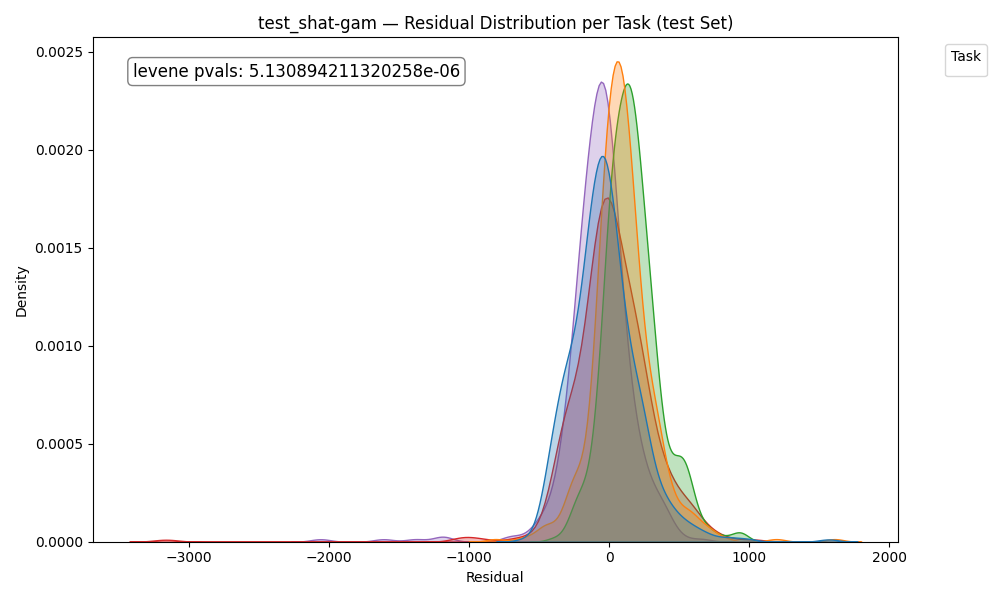 test_shat-gam — Residual Distribution per Task (test Set)
levene pvals: 5.130894211320258e-06
Task
0.0025
0.0020
0.0015
0.0010
0.0005
0.0000
Density
−3000 −2000 −1000 0 1000 2000
Residual